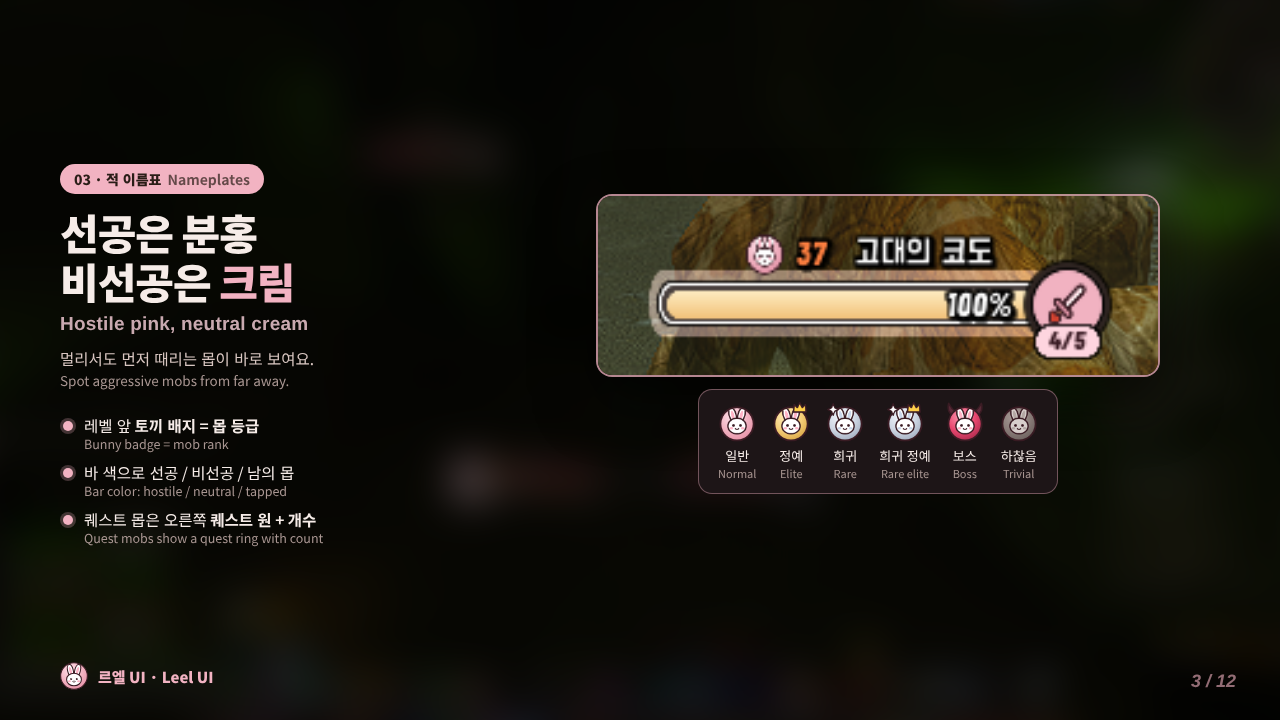 03 · 적 이름표 Nameplates
선공은 분홍
비선공은 크림
Hostile pink, neutral cream
멀리서도 먼저 때리는 몹이 바로 보여요.
Spot aggressive mobs from far away.
레벨 앞 토끼 배지 = 몹 등급
Bunny badge = mob rank
바 색으로 선공 / 비선공 / 남의 몹
Bar color: hostile / neutral / tapped
퀘스트 몹은 오른쪽 퀘스트 원 + 개수
Quest mobs show a quest ring with count
37 고대의 코도
100%
4/5
일반 정예 희귀 희귀 정예 보스 하찮음
Normal Elite Rare Rare elite Boss Trivial
르엘 UI · Leel UI
3 / 12